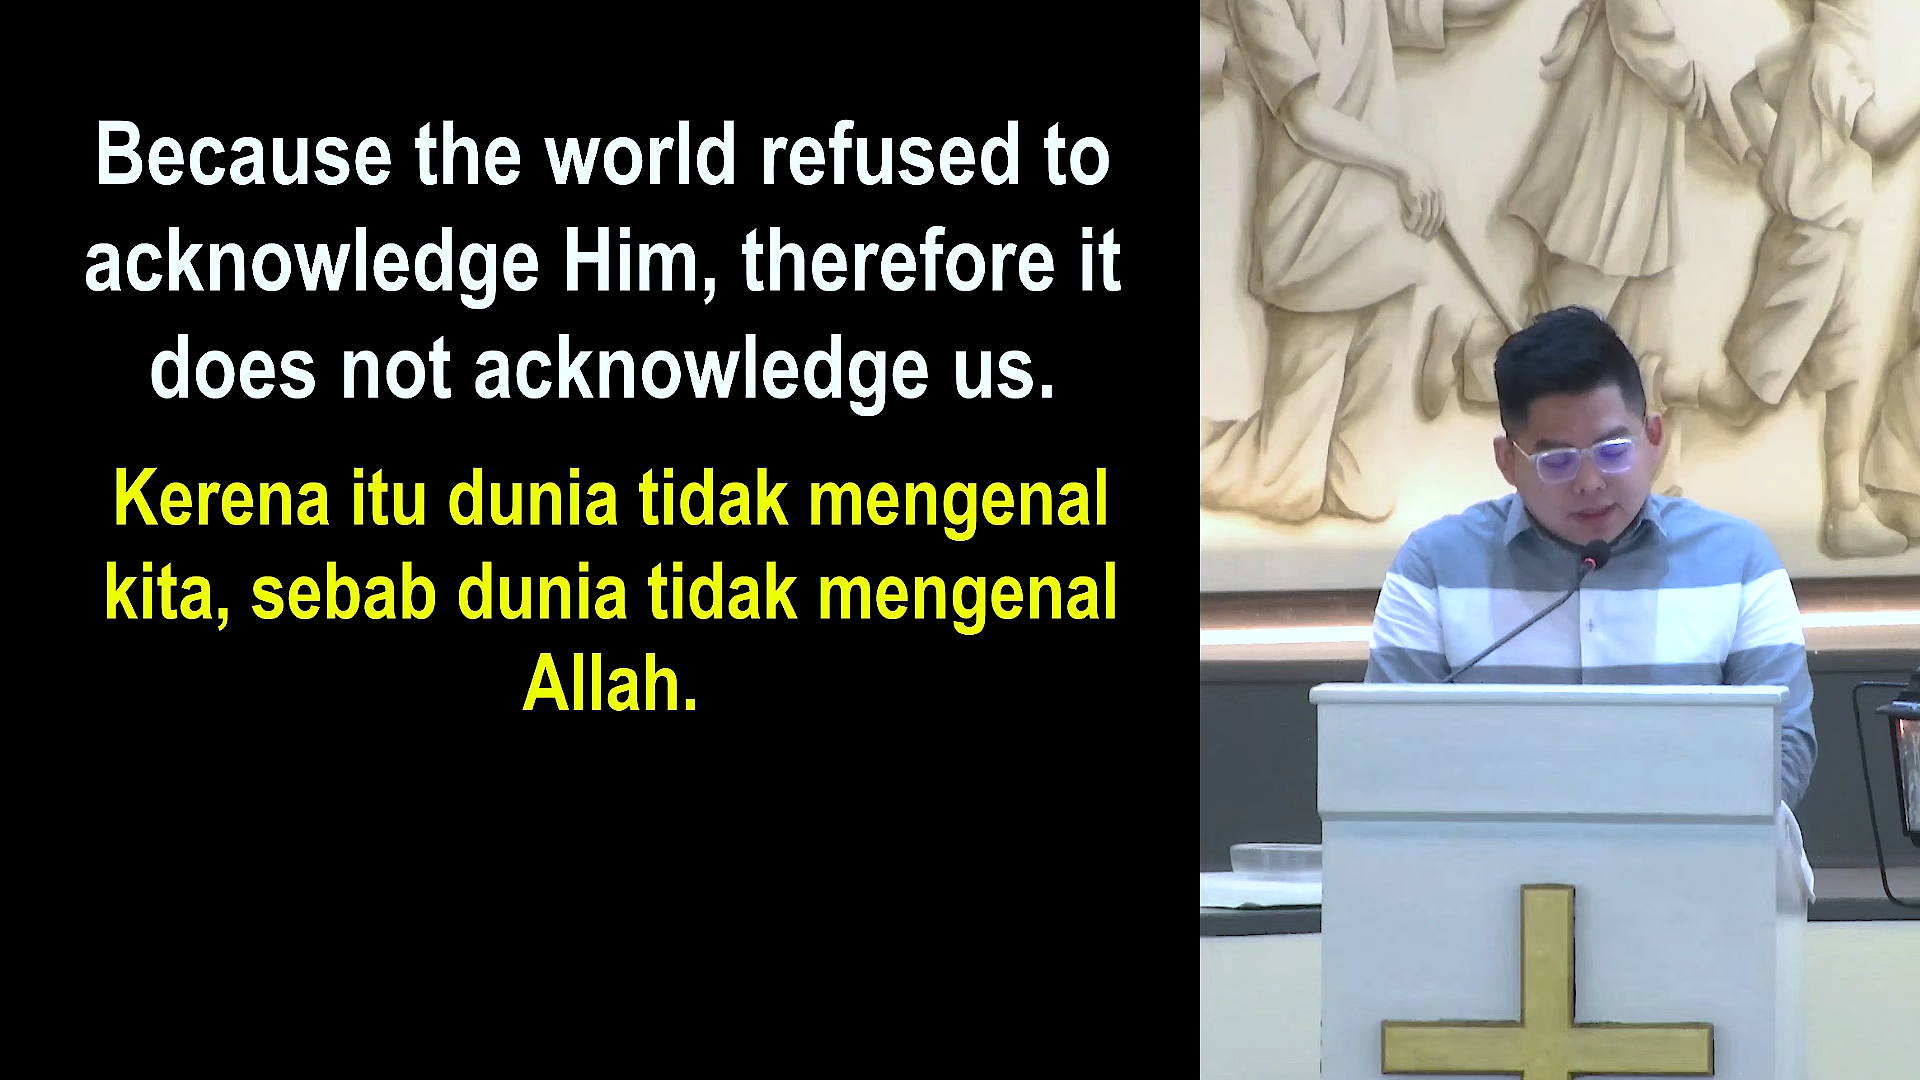 Because the world refused to
acknowledge Him, therefore it
does not acknowledge us.
Kerena itu dunia tidak mengenal
kita, sebab dunia tidak mengenal
Allah.